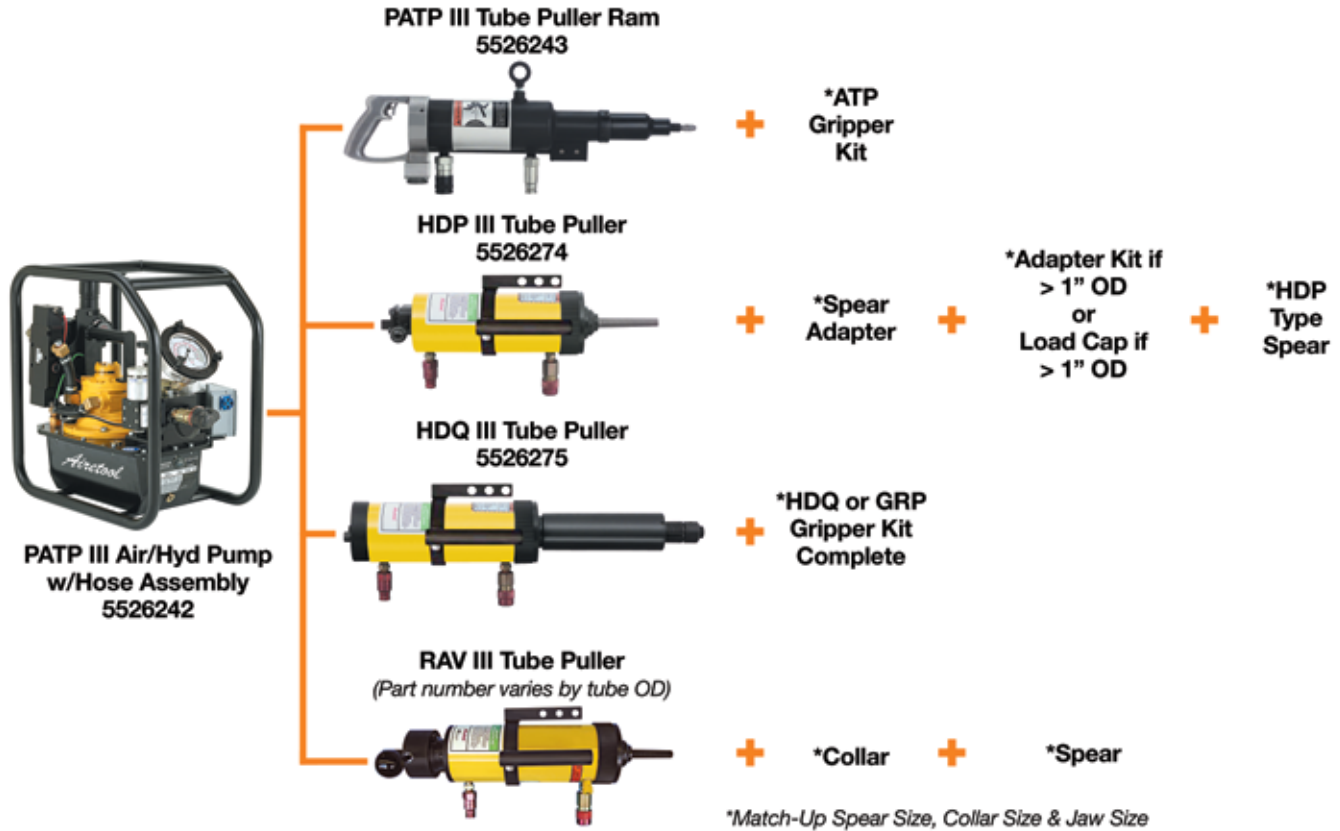 PATP III Tube Puller Ram
5526243
*ATP
Gripper
Kit
HDP III Tube Puller
5526274
*Spear
Adapter
*Adapter Kit if
> 1” OD
or
Load Cap if
> 1” OD
*HDP
Type
Spear
HDQ III Tube Puller
5526275
*HDQ or GRP
Gripper Kit
Complete
Airetool
PATP III Air/Hyd Pump
w/Hose Assembly
5526242
RAV III Tube Puller
(Part number varies by tube OD)
*Collar
*Spear
*Match-Up Spear Size, Collar Size & Jaw Size